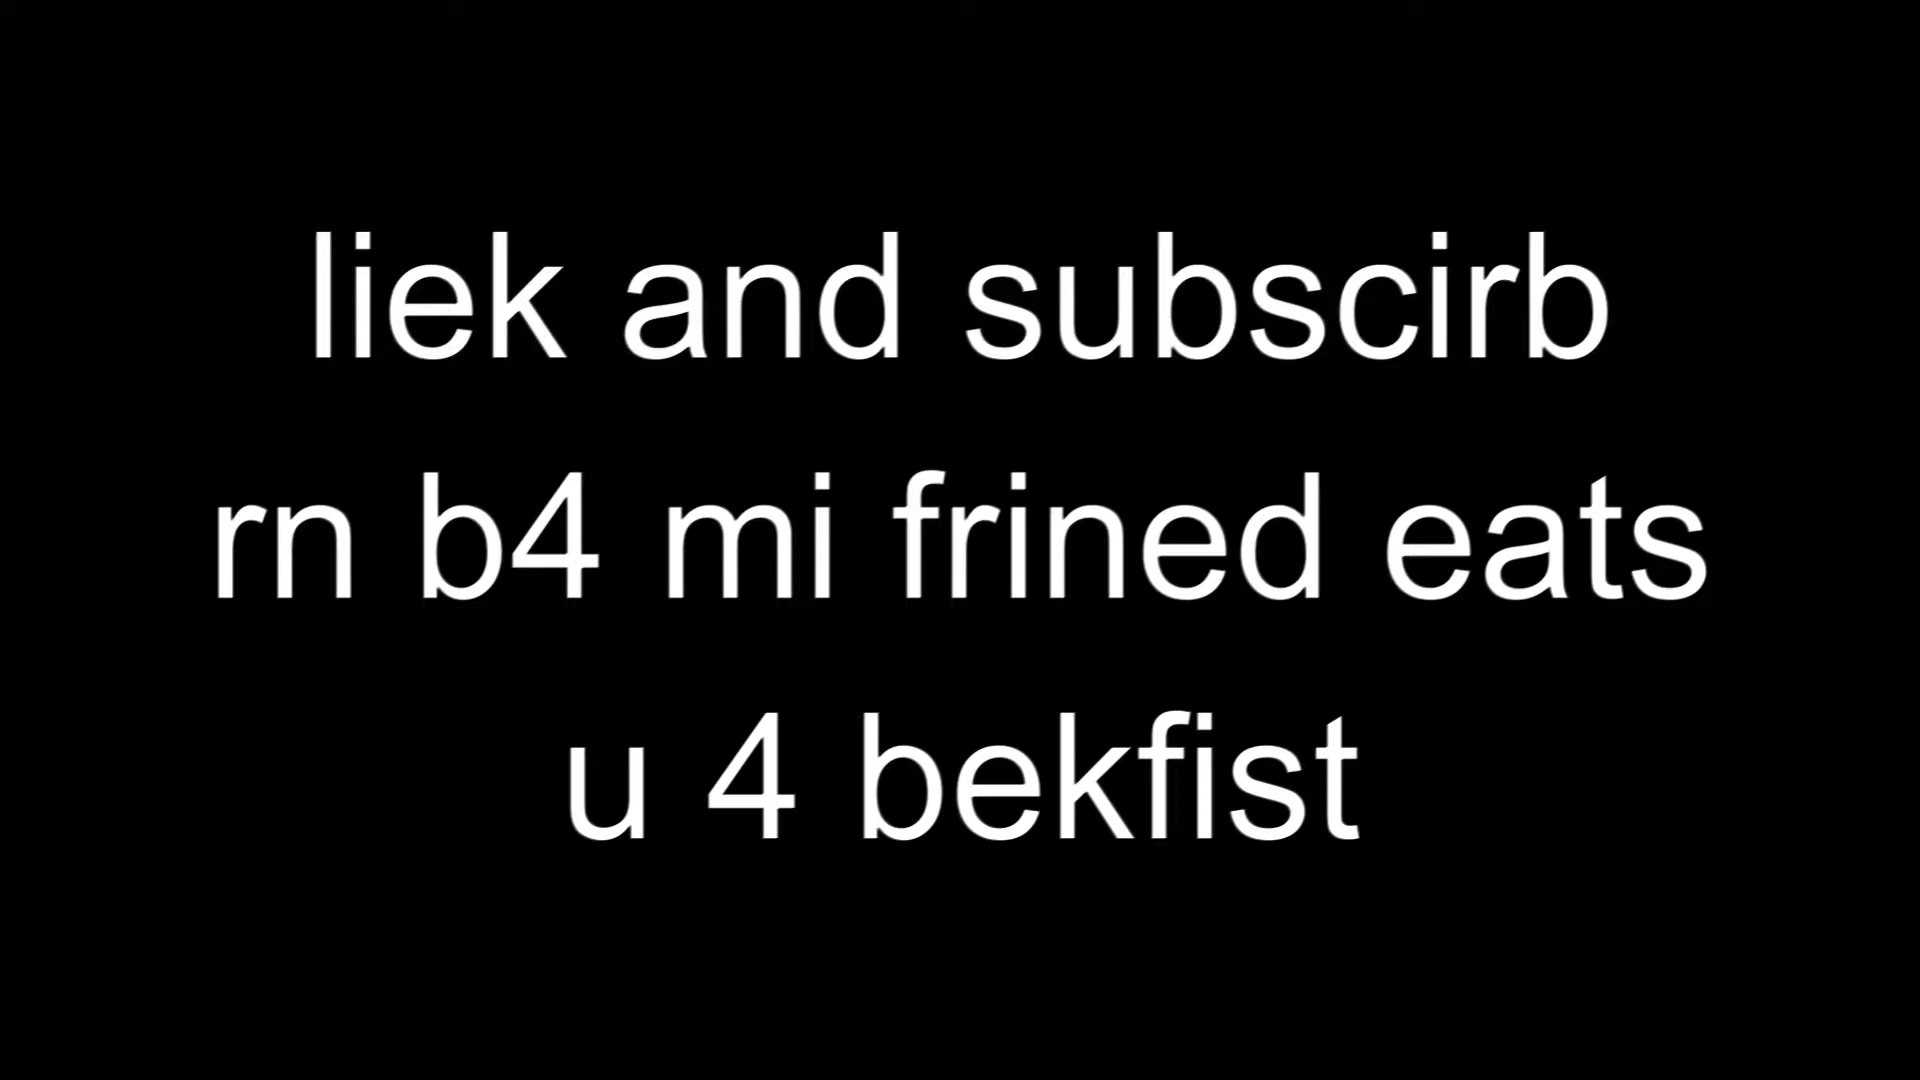 liek and subscirb
rn b4 mi frined eats
u 4 bekfist